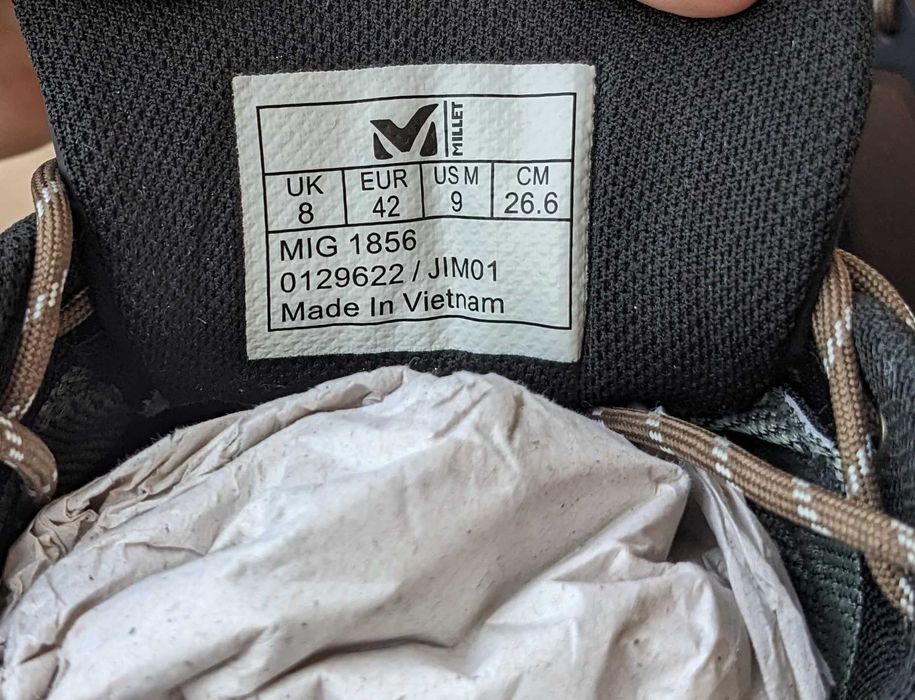 MILLET
UK EUR US M CM
8 42 9 26.6
MIG 1856
0129622 / JIM01
Made In Vietnam